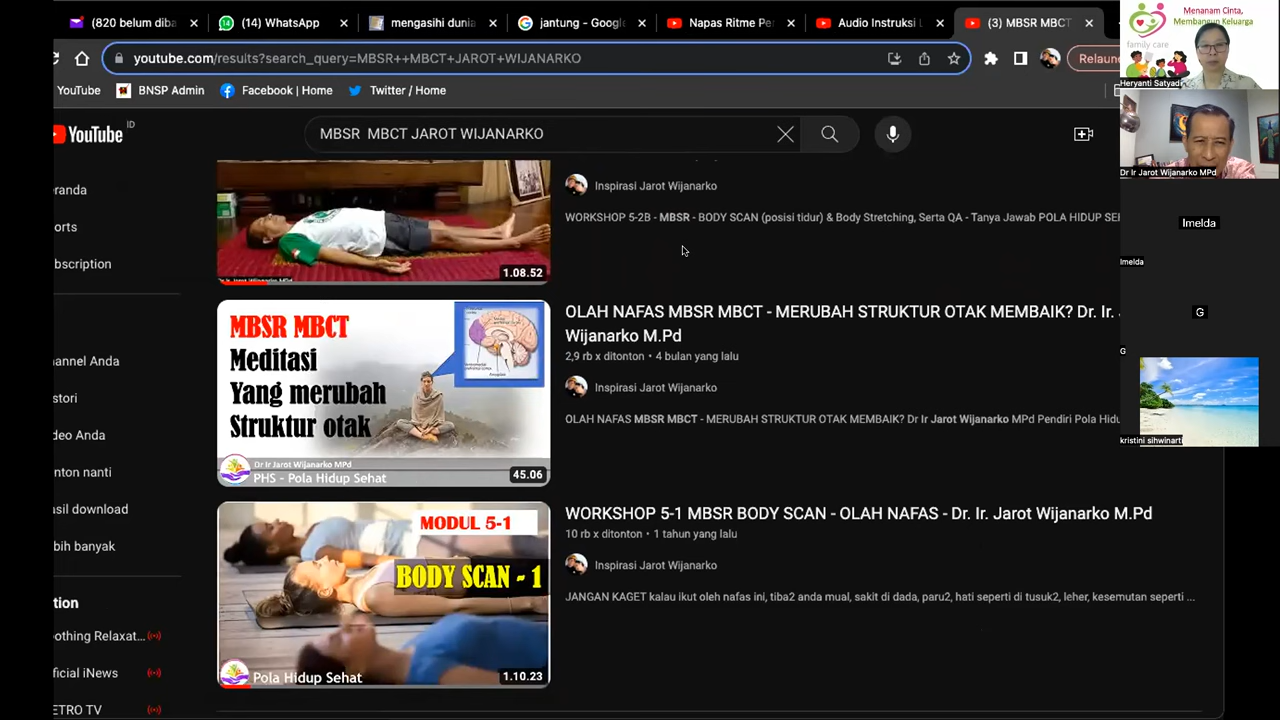 (820 belum diba
(14) WhatsApp
mengasihi dunia
jantung - Google
Napas Ritme Pe
Audio Instruksi
(3) MBSR MBCT
youtube.com/results?search_query=MBSR++MBCT+JAROT+WIJANARKO
Relaun
YouTube
BNSP Admin
Facebook | Home
Twitter / Home
YouTube ID
MBSR MBCT JAROT WIJANARKO
eranda
orts
bscription
hannel Anda
stori
deo Anda
nton nanti
asil download
bih banyak
tion
othing Relaxat...
ficial iNews
ETRO TV
1.08.52
Inspirasi Jarot Wijanarko
WORKSHOP 5-2B - MBSR - BODY SCAN (posisi tidur) & Body Stretching, Serta QA - Tanya Jawab POLA HIDUP SE
MBSR MBCT
Meditasi
Yang merubah
Struktur otak
Dr Ir Jarot Wijanarko MPd
PHS - Pola Hidup Sehat
45.06
OLAH NAFAS MBSR MBCT - MERUBAH STRUKTUR OTAK MEMBAIK? Dr. Ir.
Wijanarko M.Pd
2,9 rb x ditonton • 4 bulan yang lalu
Inspirasi Jarot Wijanarko
OLAH NAFAS MBSR MBCT - MERUBAH STRUKTUR OTAK MEMBAIK? Dr Ir Jarot Wijanarko MPd Pendiri Pola Hidu
MODUL 5-1
BODY SCAN - 1
Pola Hidup Sehat
1.10.23
WORKSHOP 5-1 MBSR BODY SCAN - OLAH NAFAS - Dr. Ir. Jarot Wijanarko M.Pd
10 rb x ditonton • 1 tahun yang lalu
Inspirasi Jarot Wijanarko
JANGAN KAGET kalau ikut oleh nafas ini, tiba2 anda mual, sakit di dada, paru2, hati seperti di tusuk2, leher, kesemutan seperti ...
Menanam Cinta,
Membangun Keluarga
family care
Heryanti Satyadi
Dr Ir Jarot Wijanarko MPd
Imelda
Imelda
G
G
kristini sihwinarti